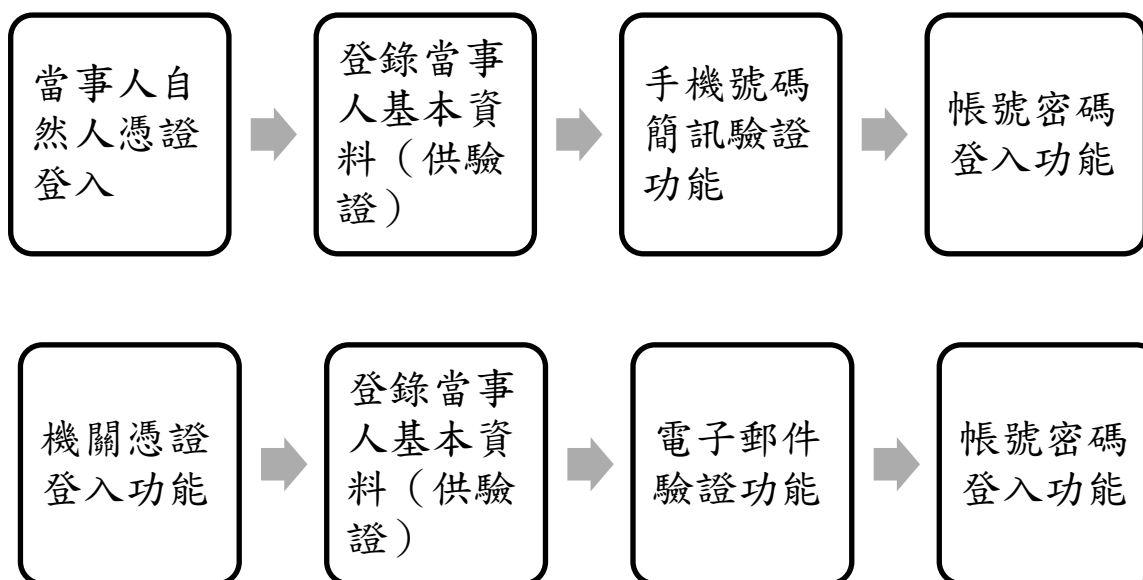 當事人自
然人憑證
登入
登錄當事
人基本資
料（供驗
證）
手機號碼
簡訊驗證
功能
帳號密碼
登入功能
機關憑證
登入功能
登錄當事
人基本資
料（供驗
證）
電子郵件
驗證功能
帳號密碼
登入功能